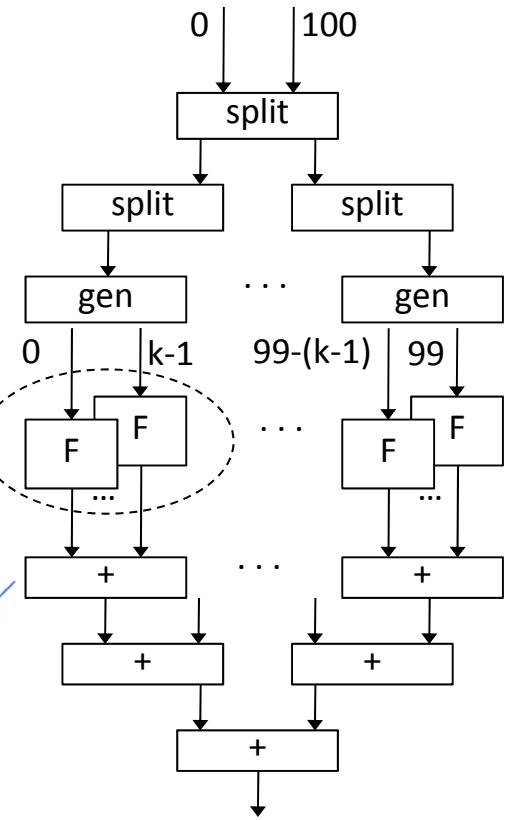 0 100
split
split split
gen . . . gen
0 k-1 99-(k-1) 99
F F . . . F F
... ...
+ . . . +
+ +
+